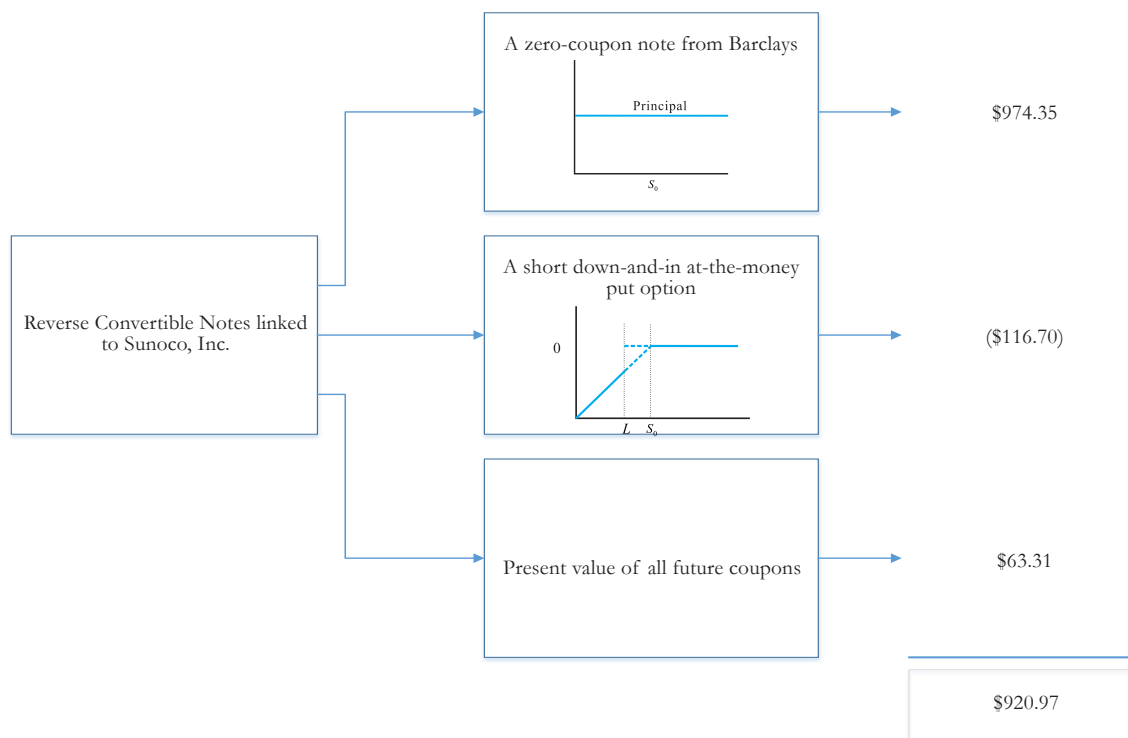 A zero-coupon note from Barclays
Principal
S₀
$974.35
Reverse Convertible Notes linked
to Sunoco, Inc.
A short down-and-in at-the-money
put option
0
L S₀
($116.70)
Present value of all future coupons
$63.31
$920.97